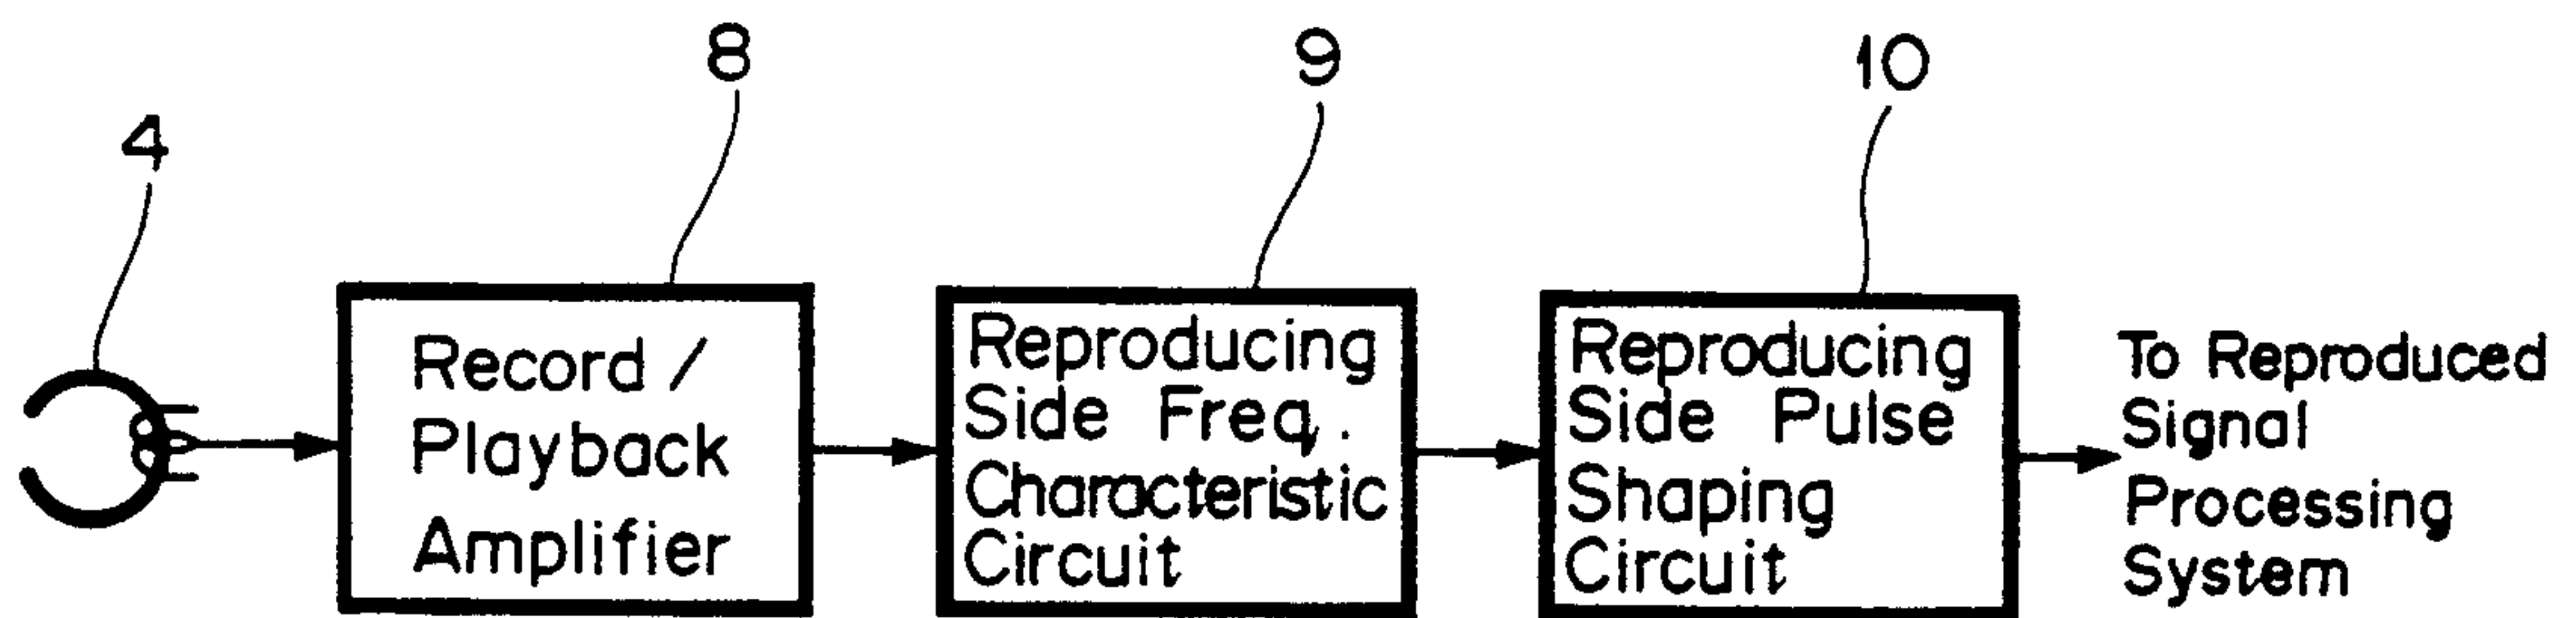 4
8
9
10
Record /
Playback
Amplifier
Reproducing
Side Freq.
Characteristic
Circuit
Reproducing
Side Pulse
Shaping
Circuit
To Reproduced
Signal
Processing
System